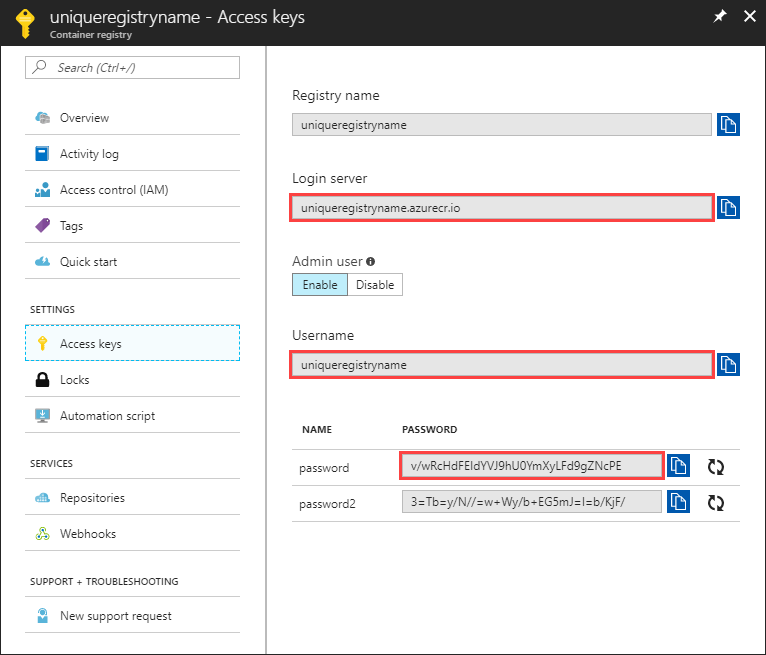 uniqueregistryname - Access keys
Container registry
Search (Ctrl+/)
Overview
Activity log
Access control (IAM)
Tags
Quick start
SETTINGS
Access keys
Locks
Automation script
SERVICES
Repositories
Webhooks
SUPPORT + TROUBLESHOOTING
New support request
Registry name
uniqueregistryname
Login server
uniqueregistryname.azurecr.io
Admin user
Enable Disable
Username
uniqueregistryname
NAME PASSWORD
password v/wRcHdFEIdYVJ9hU0YmXyLFd9gZNcPE
password2 3=Tb=y/N//=w+Wy/b+EG5mJ=I=b/KjF/